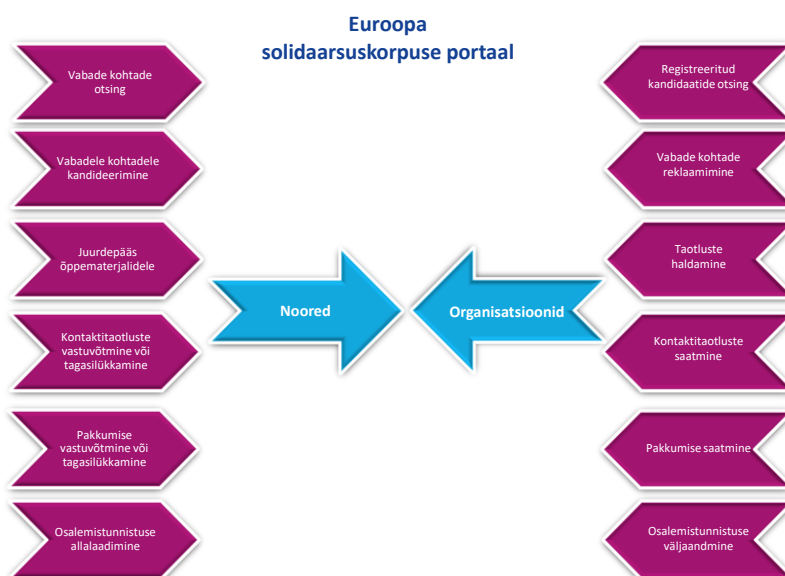 Euroopa
solidaarsuskorpuse portaal
Vabade kohtade
otsing
Vabadele kohtadele
kandideerimine
Juurdepääs
õppematerjalidele
Kontaktitaotluste
vastuvõtmine või
tagasilükkamine
Pakkumise
vastuvõtmine või
tagasilükkamine
Osalemistunnistuse
allalaadimine
Noored
Organisatsioonid
Registreeritud
kandidaatide otsing
Vabade kohtade
reklaamimine
Taotluste
haldamine
Kontaktitaotluste
saatmine
Pakkumise saatmine
Osalemistunnistuse
väljaandmine